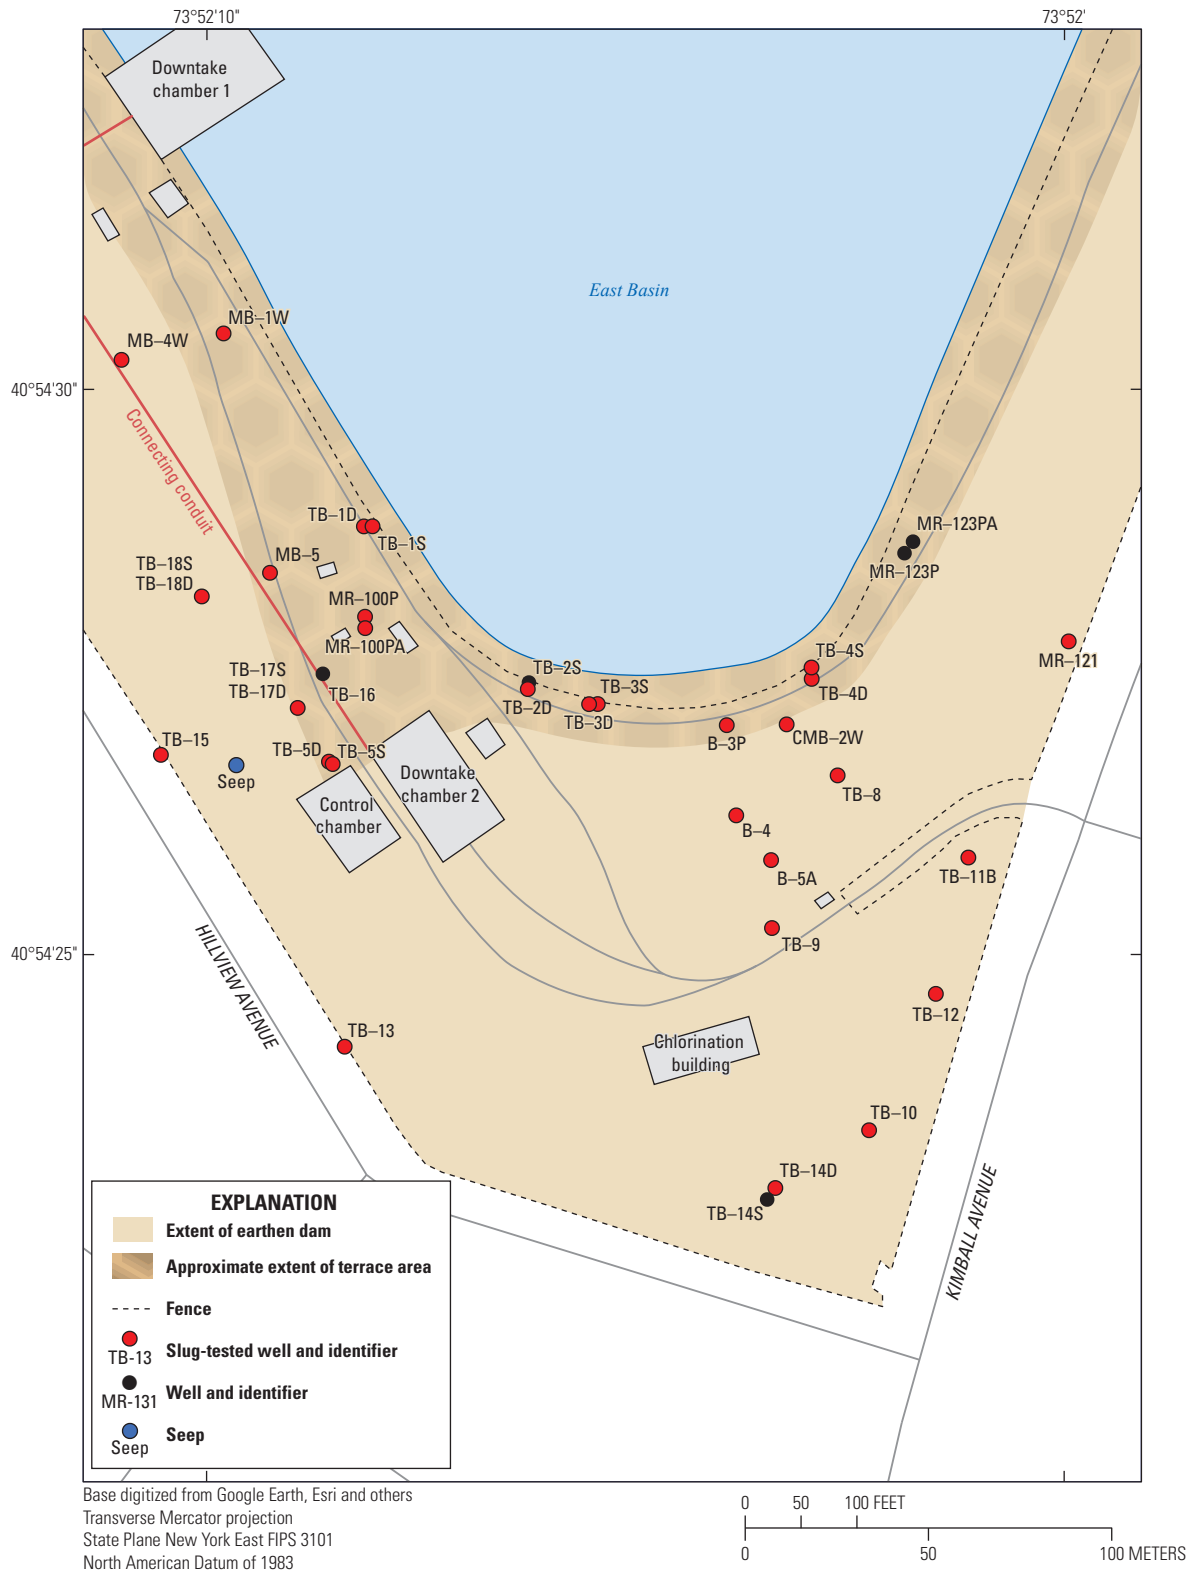 73°52'10"
73°52'
Downtake
chamber 1
East Basin
MB–1W
MB–4W
40°54'30"
Connecting conduit
TB–1D
TB–1S
MR–123PA
MR–123P
MB–5
TB–18S
TB–18D
MR–100P
MR–100PA
TB–4S
MR–121
TB–2S
TB–17S
TB–17D
TB–16
TB–3S
TB–4D
TB–2D
TB–3D
B–3P
CMB–2W
TB–15
TB–5D
TB–5S
Seep
Downtake
chamber 2
TB–8
Control
chamber
B–4
B–5A
TB–11B
TB–9
40°54'25"
HILLVIEW AVENUE
TB–12
TB–13
Chlorination
building
TB–10
TB–14D
TB–14S
KIMBALL AVENUE
EXPLANATION
Extent of earthen dam
Approximate extent of terrace area
Fence
TB-13
Slug-tested well and identifier
MR-131
Well and identifier
Seep
Seep
Base digitized from Google Earth, Esri and others
Transverse Mercator projection
State Plane New York East FIPS 3101
North American Datum of 1983
0 50 100 FEET
0 50 100 METERS